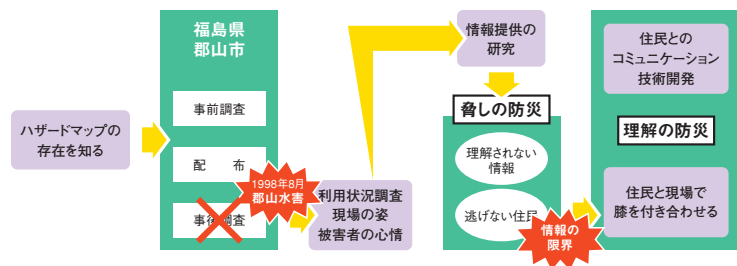 ハザードマップの
存在を知る
福島県
郡山市
事前調査
配　布
事後調査
1998年8月
郡山水害
利用状況調査
現場の姿
被害者の心情
情報提供の
研究
脅しの防災
理解されない
情報
逃げない住民
情報の
限界
住民との
コミュニケーション
技術開発
理解の防災
住民と現場で
膝を付き合わせる